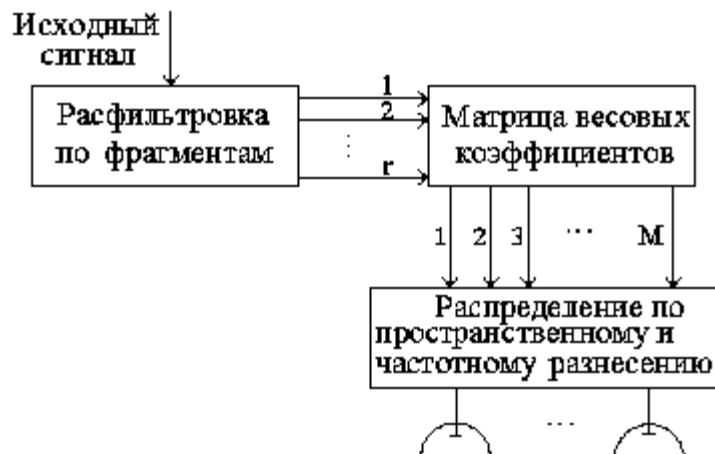 Исходный
сигнал
Расфильтровка
по фрагментам
1
2
⋮
r
Матрица весовых
коэффициентов
1 2 3 ... M
Распределение по
пространственному и
частотному разнесению
...